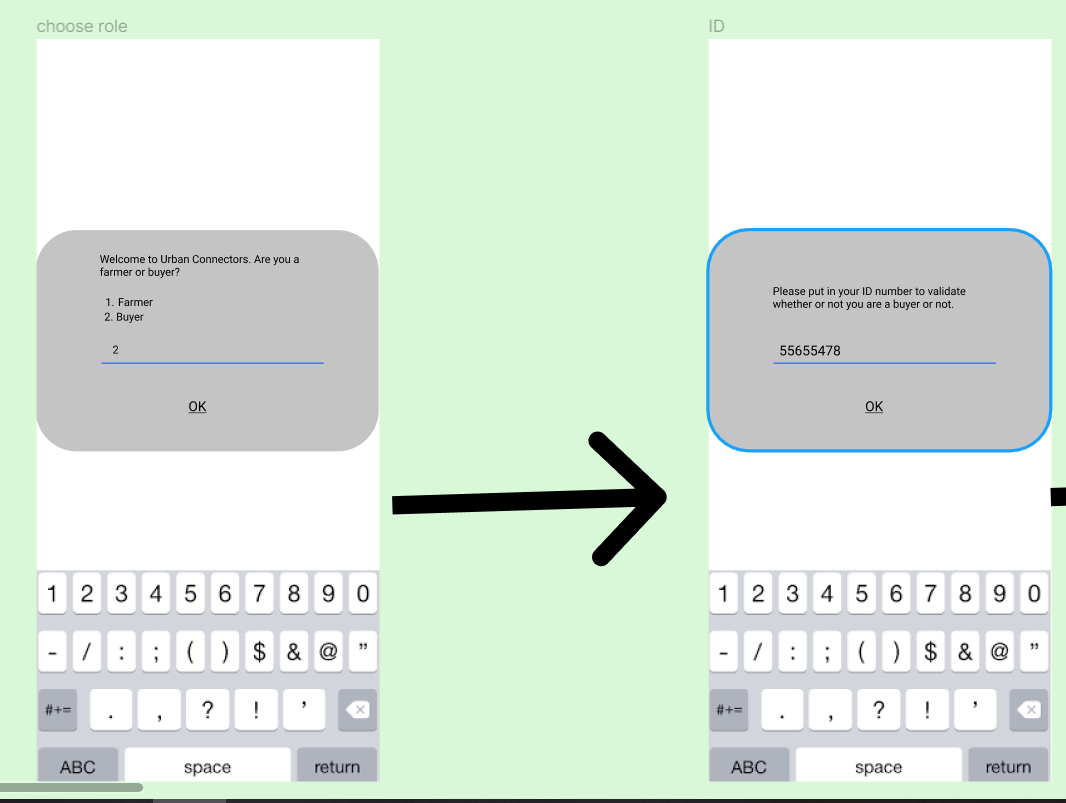 choose role
Welcome to Urban Connectors. Are you a
farmer or buyer?
1. Farmer
2. Buyer
2
OK
1 2 3 4 5 6 7 8 9 0
- / : ; ( ) $ & @ ”
#+= . , ? ! ’
ABC space return
ID
Please put in your ID number to validate
whether or not you are a buyer or not.
55655478
OK
1 2 3 4 5 6 7 8 9 0
- / : ; ( ) $ & @ ”
#+= . , ? ! ’
ABC space return